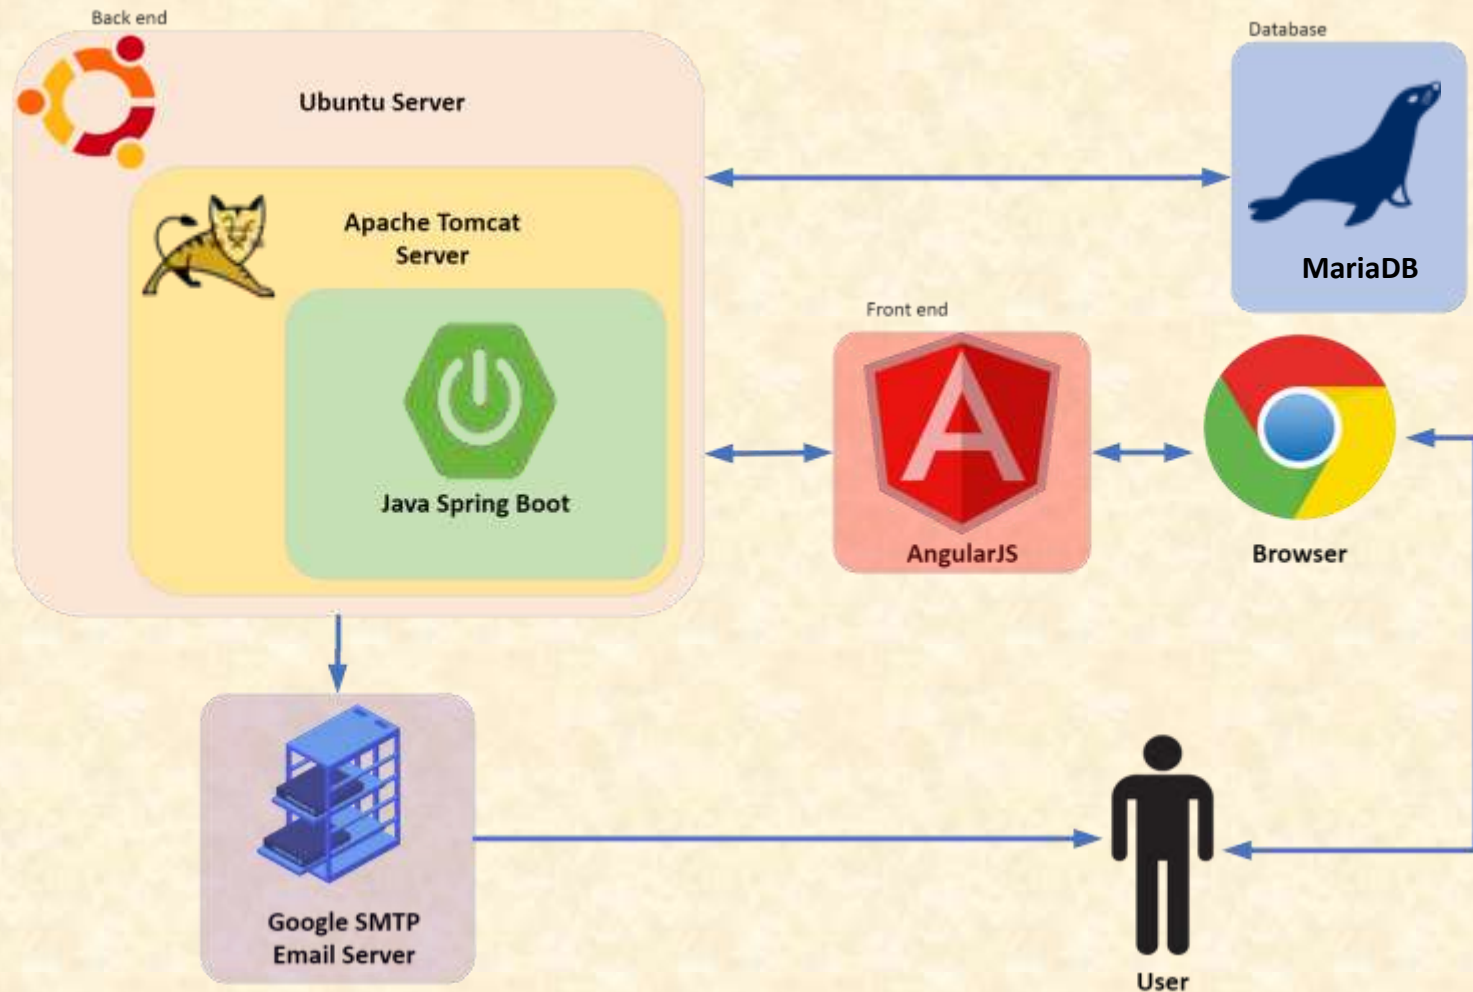 Back end
Ubuntu Server
Apache Tomcat
Server
Java Spring Boot
Database
MariaDB
Front end
AngularJS
Browser
Google SMTP
Email Server
User